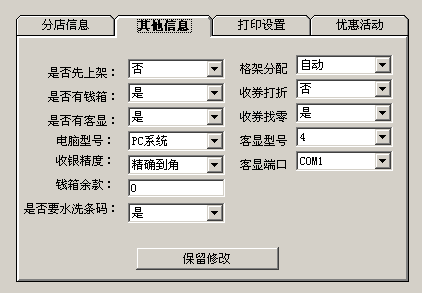 分店信息 其他信息 打印设置 优惠活动
是否先上架： 否 格架分配 自动
是否有钱箱： 是 收券打折 否
是否有客显： 是 收券找零 是
电脑型号： PC系统 客显型号 4
收银精度： 精确到角 客显端口 COM1
钱箱余款： 0
是否要水洗条码： 是
保留修改